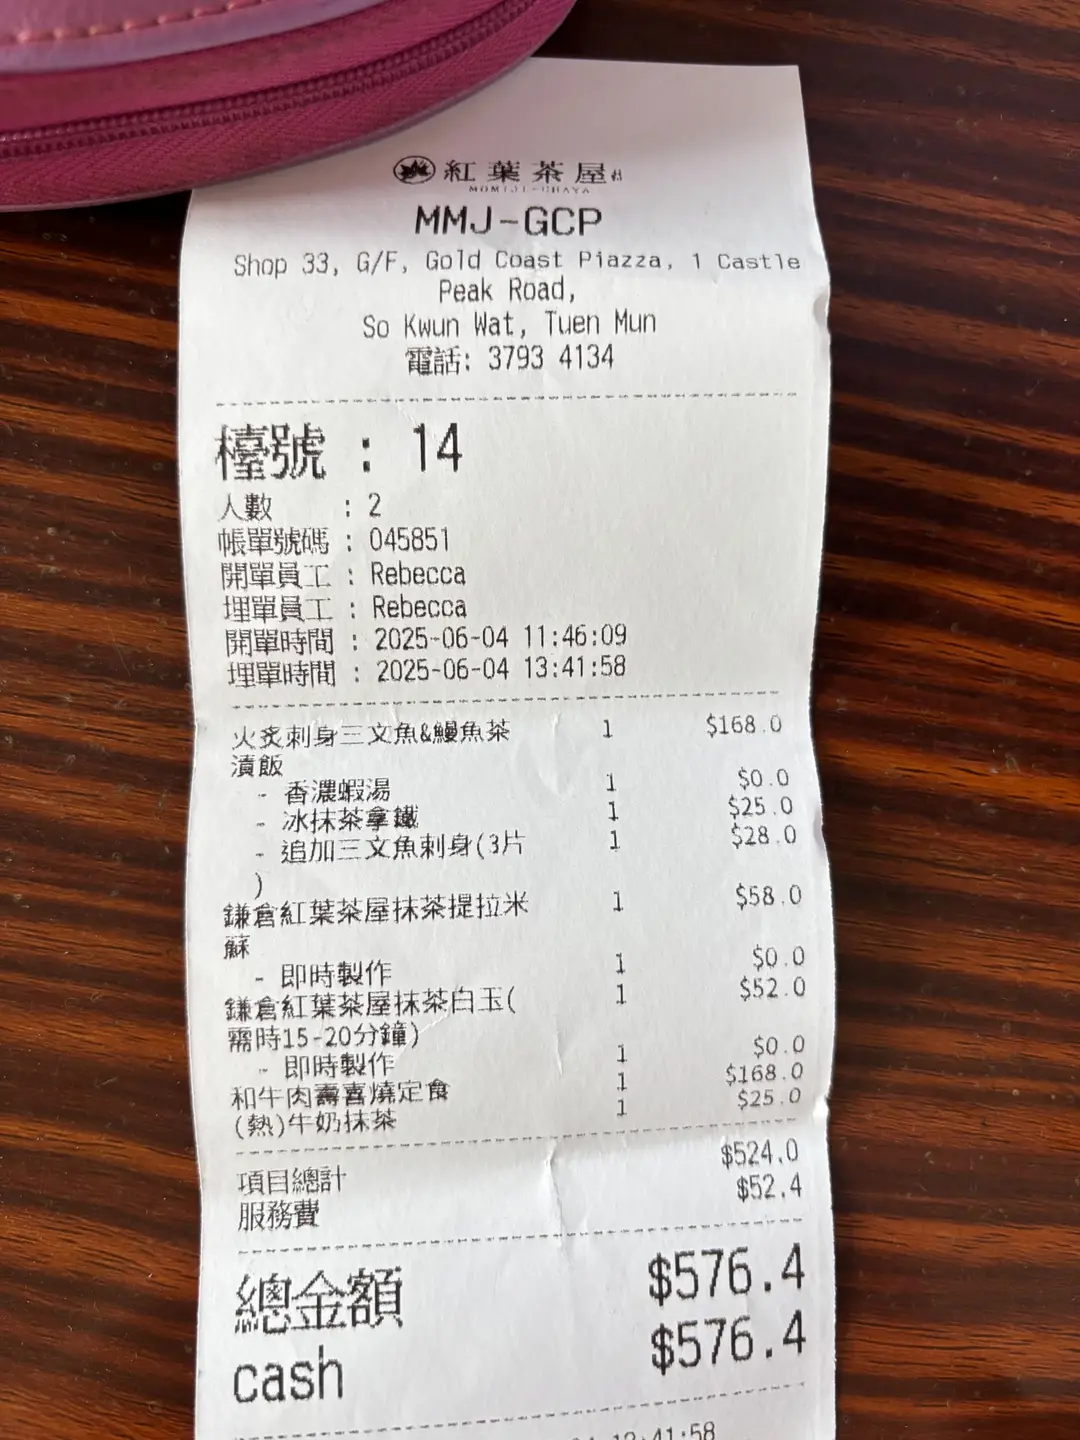 紅葉茶屋
MOMIJI-CHAYA
MMJ-GCP
Shop 33, G/F, Gold Coast Piazza, 1 Castle
Peak Road,
So Kwun Wat, Tuen Mun
電話: 3793 4134
檯號 : 14
人數 : 2
帳單號碼 : 045851
開單員工 : Rebecca
埋單員工 : Rebecca
開單時間 : 2025-06-04 11:46:09
埋單時間 : 2025-06-04 13:41:58
火炙刺身三文魚&鰻魚茶 1 $168.0
漬飯
- 香濃蝦湯 1 $0.0
- 冰抹茶拿鐵 1 $25.0
- 追加三文魚刺身(3片 1 $28.0
)
鎌倉紅葉茶屋抹茶提拉米 1 $58.0
蘇
- 即時製作 1 $0.0
鎌倉紅葉茶屋抹茶白玉( 1 $52.0
需時15-20分鐘)
- 即時製作 1 $0.0
和牛肉壽喜燒定食 1 $168.0
(熱)牛奶抹茶 1 $25.0
項目總計 $524.0
服務費 $52.4
總金額 $576.4
cash $576.4
13:41:58